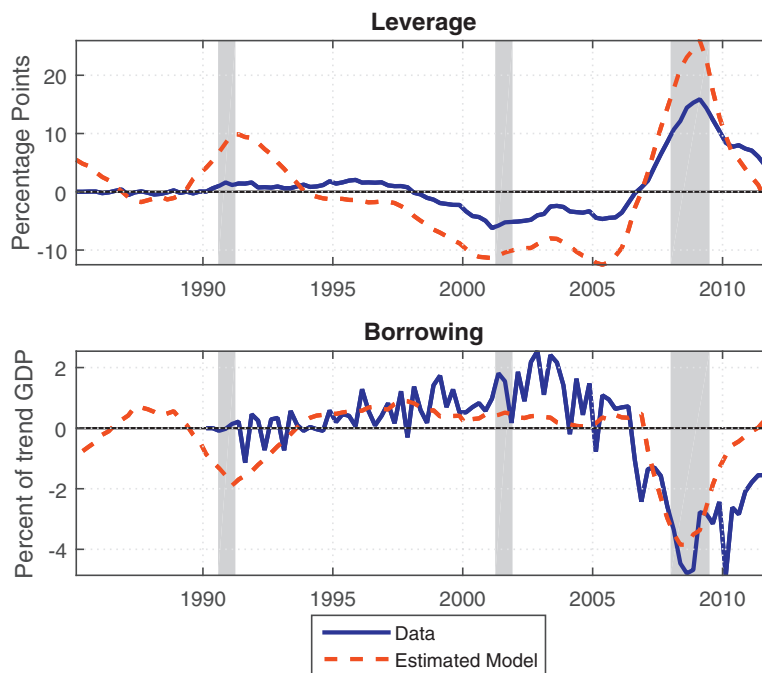 Leverage
Percentage Points
20
10
0
-10
1990 1995 2000 2005 2010
Borrowing
Percent of trend GDP
2
0
-2
-4
1990 1995 2000 2005 2010
Data
Estimated Model